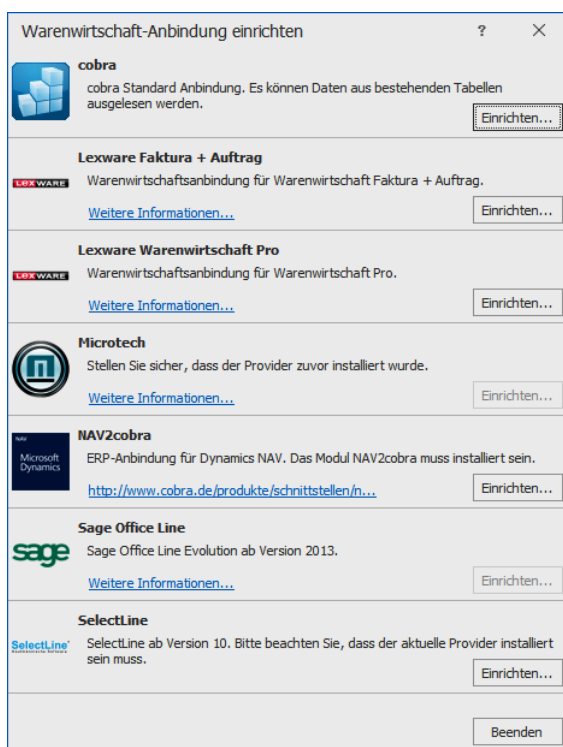 Warenwirtschaft-Anbindung einrichten
?
cobra
cobra Standard Anbindung. Es können Daten aus bestehenden Tabellen
ausgelesen werden.
Einrichten...
Lexware Faktura + Auftrag
LEXWARE
Warenwirtschaftsanbindung für Warenwirtschaft Faktura + Auftrag.
Weitere Informationen...
Einrichten...
Lexware Warenwirtschaft Pro
LEXWARE
Warenwirtschaftsanbindung für Warenwirtschaft Pro.
Weitere Informationen...
Einrichten...
Microtech
Stellen Sie sicher, dass der Provider zuvor installiert wurde.
Weitere Informationen...
Einrichten...
NAV2cobra
NAV
Microsoft
Dynamics
ERP-Anbindung für Dynamics NAV. Das Modul NAV2cobra muss installiert sein.
http://www.cobra.de/produkte/schnittstellen/n...
Einrichten...
Sage Office Line
sage
Sage Office Line Evolution ab Version 2013.
Weitere Informationen...
Einrichten...
SelectLine
SelectLine
SelectLine ab Version 10. Bitte beachten Sie, dass der aktuelle Provider installiert
sein muss.
Einrichten...
Beenden